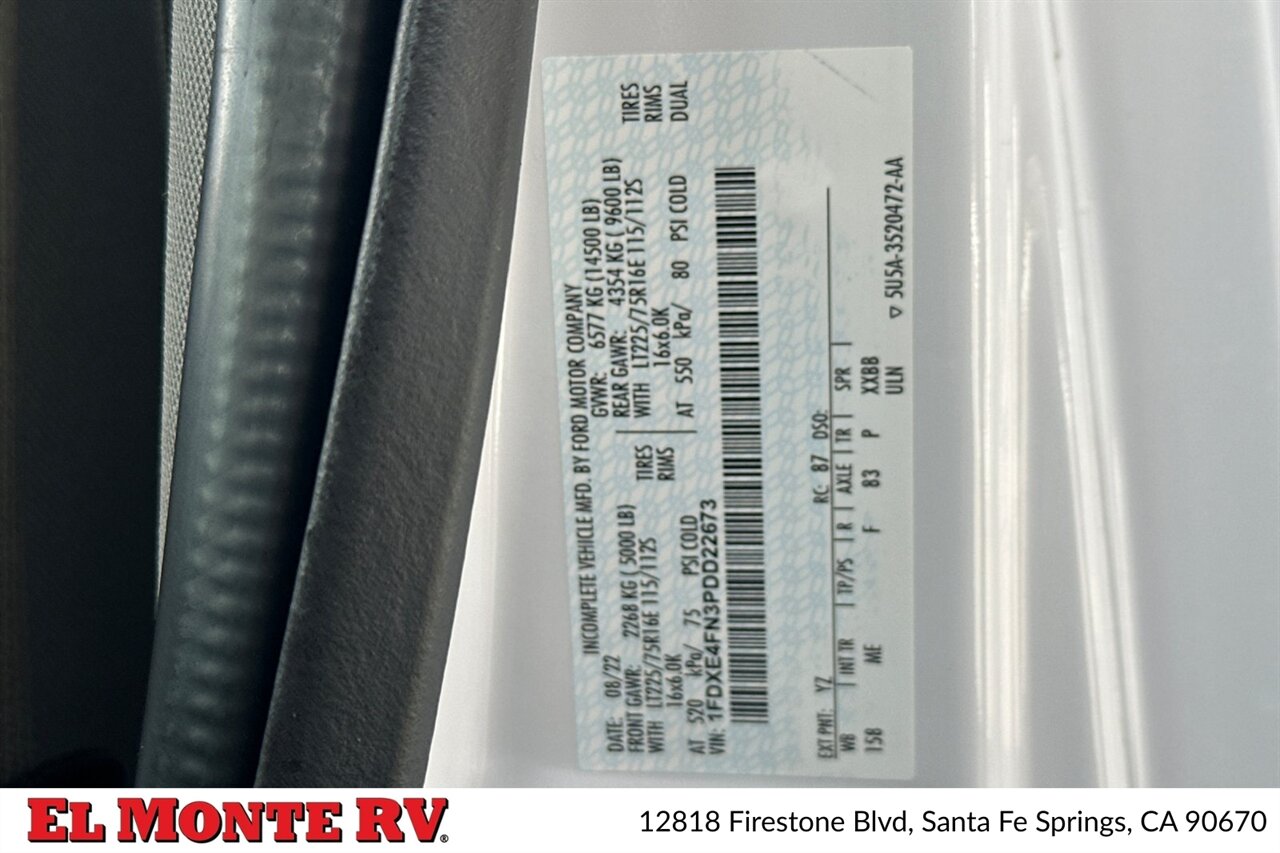 INCOMPLETE VEHICLE MFD. BY FORD MOTOR COMPANY
DATE: 08/22 GVWR: 6577 KG (14500 LB)
FRONT GAWR: 2268 KG ( 5000 LB) REAR GAWR: 4354 KG ( 9600 LB)
WITH LT225/75R16E 115/112S TIRES WITH LT225/75R16E 115/112S TIRES
16x6.0K RIMS 16x6.0K RIMS
AT 520 kPa/ 75 PSI COLD AT 550 kPa/ 80 PSI COLD DUAL
VIN: 1FDXE4FN3PDD22673
EXT PNT: YZ RC: 87 DSO:
WB | INT TR | TP/PS | R | AXLE | TR | SPR |
158 ME F 83 P XXBB
ULN
▽ 5U5A-3520472-AA
EL MONTE RV®
12818 Firestone Blvd, Santa Fe Springs, CA 90670